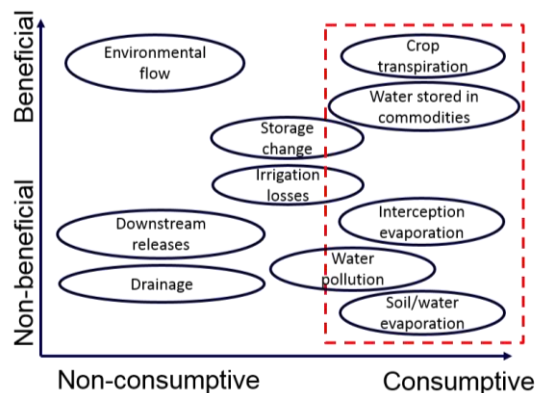 Beneficial
Non-beneficial
Environmental
flow
Crop
transpiration
Water stored in
commodities
Storage
change
Irrigation
losses
Downstream
releases
Interception
evaporation
Water
pollution
Drainage
Soil/water
evaporation
Non-consumptive
Consumptive